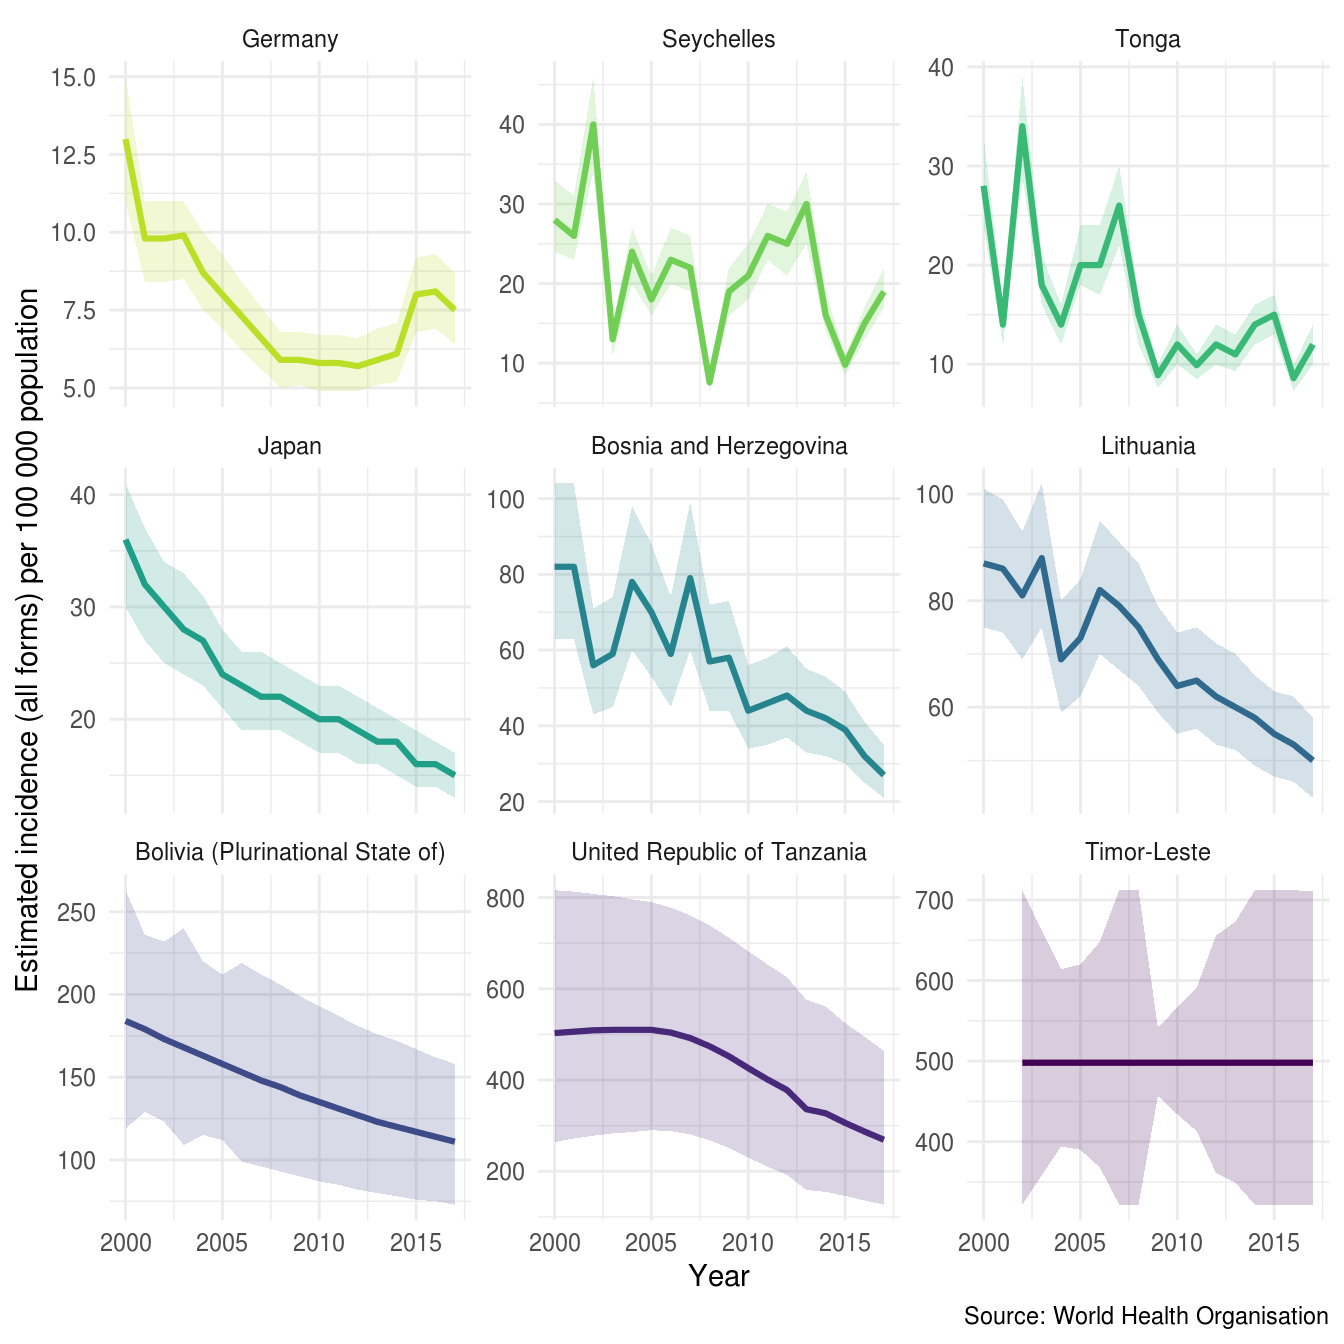 Germany
Seychelles
Tonga
15.0
12.5
10.0
7.5
5.0
40
30
20
10
40
30
20
10
Japan
Bosnia and Herzegovina
Lithuania
40
30
20
100
80
60
40
20
100
80
60
Bolivia (Plurinational State of)
United Republic of Tanzania
Timor-Leste
250
200
150
100
800
600
400
200
700
600
500
400
2000 2005 2010 2015
2000 2005 2010 2015
2000 2005 2010 2015
Estimated incidence (all forms) per 100 000 population
Year
Source: World Health Organisation